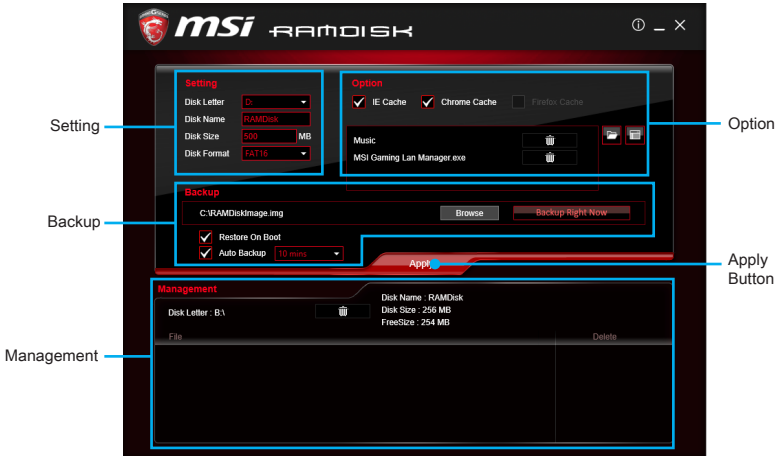 msi RAMDISK
Setting
Disk Letter D:
Disk Name RAMDisk
Disk Size 500 MB
Disk Format FAT16
Option
IE Cache Chrome Cache Firefox Cache
Music
MSI Gaming Lan Manager.exe
Backup
C:\RAMDiskImage.img Browse Backup Right Now
Restore On Boot
Auto Backup 10 mins
Apply
Management
Disk Letter : B:\
Disk Name : RAMDisk
Disk Size : 256 MB
FreeSize : 254 MB
File Delete
Setting
Backup
Management
Option
Apply
Button